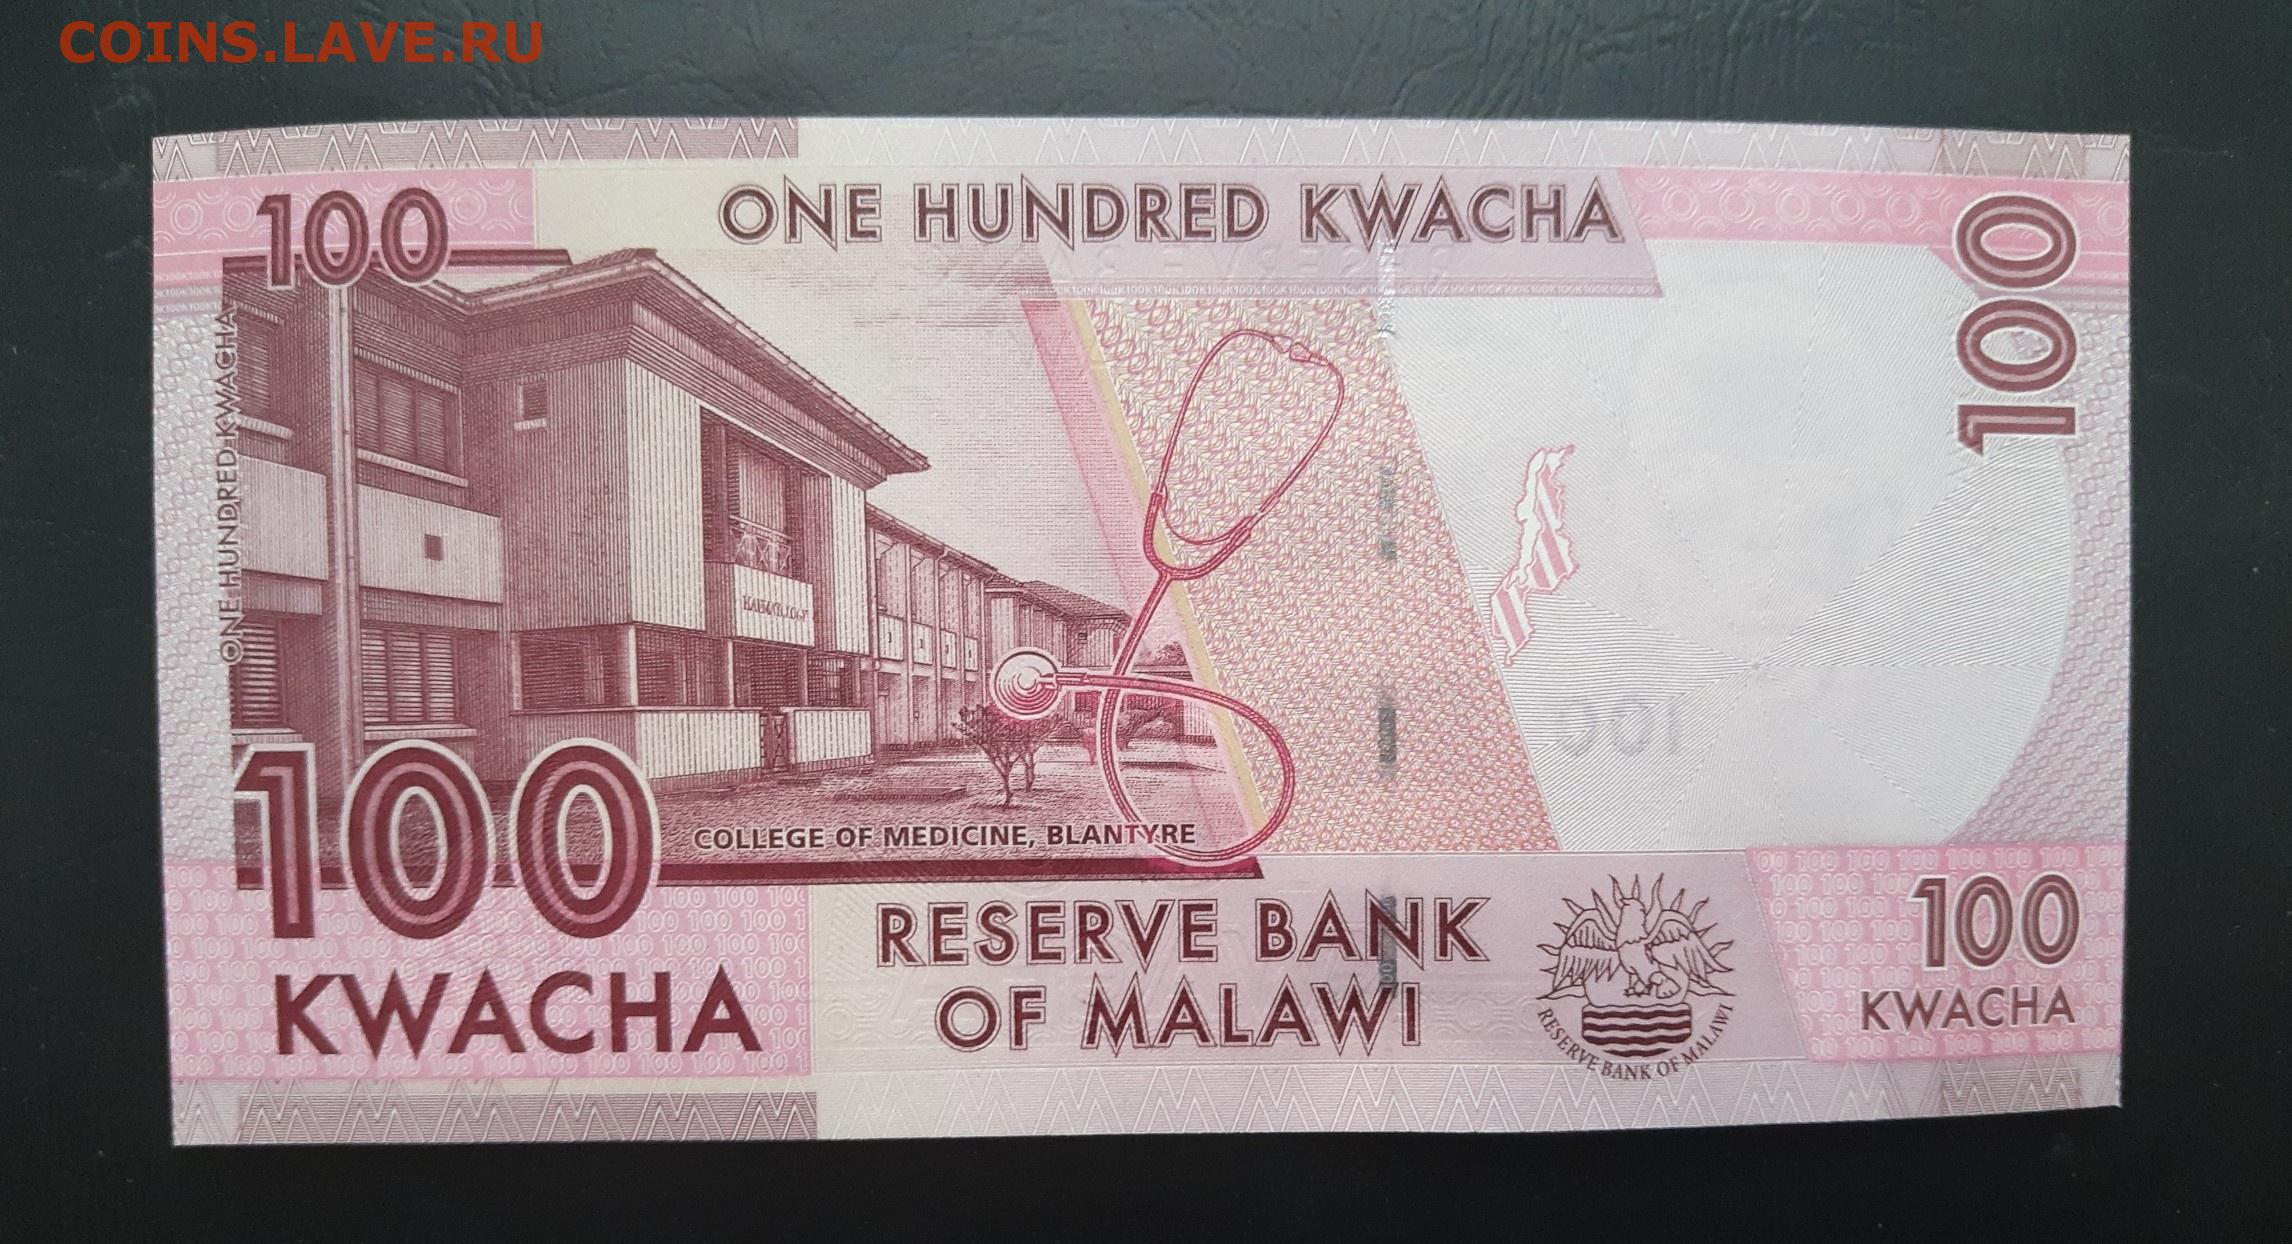 COINS.LAVE.RU
100
ONE HUNDRED KWACHA
100
ONE HUNDRED KWACHA
100
COLLEGE OF MEDICINE, BLANTYRE
KWACHA
RESERVE BANK
OF MALAWI
RESERVE BANK OF MALAWI
100
KWACHA